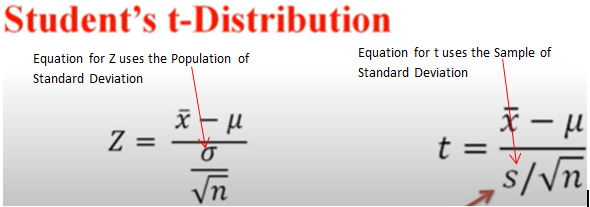 Student's t-Distribution
Equation for Z uses the Population of
Standard Deviation
Equation for t uses the Sample of
Standard Deviation
Z = x̄ − μ / σ/√n
t = x̄ − μ / s/√n